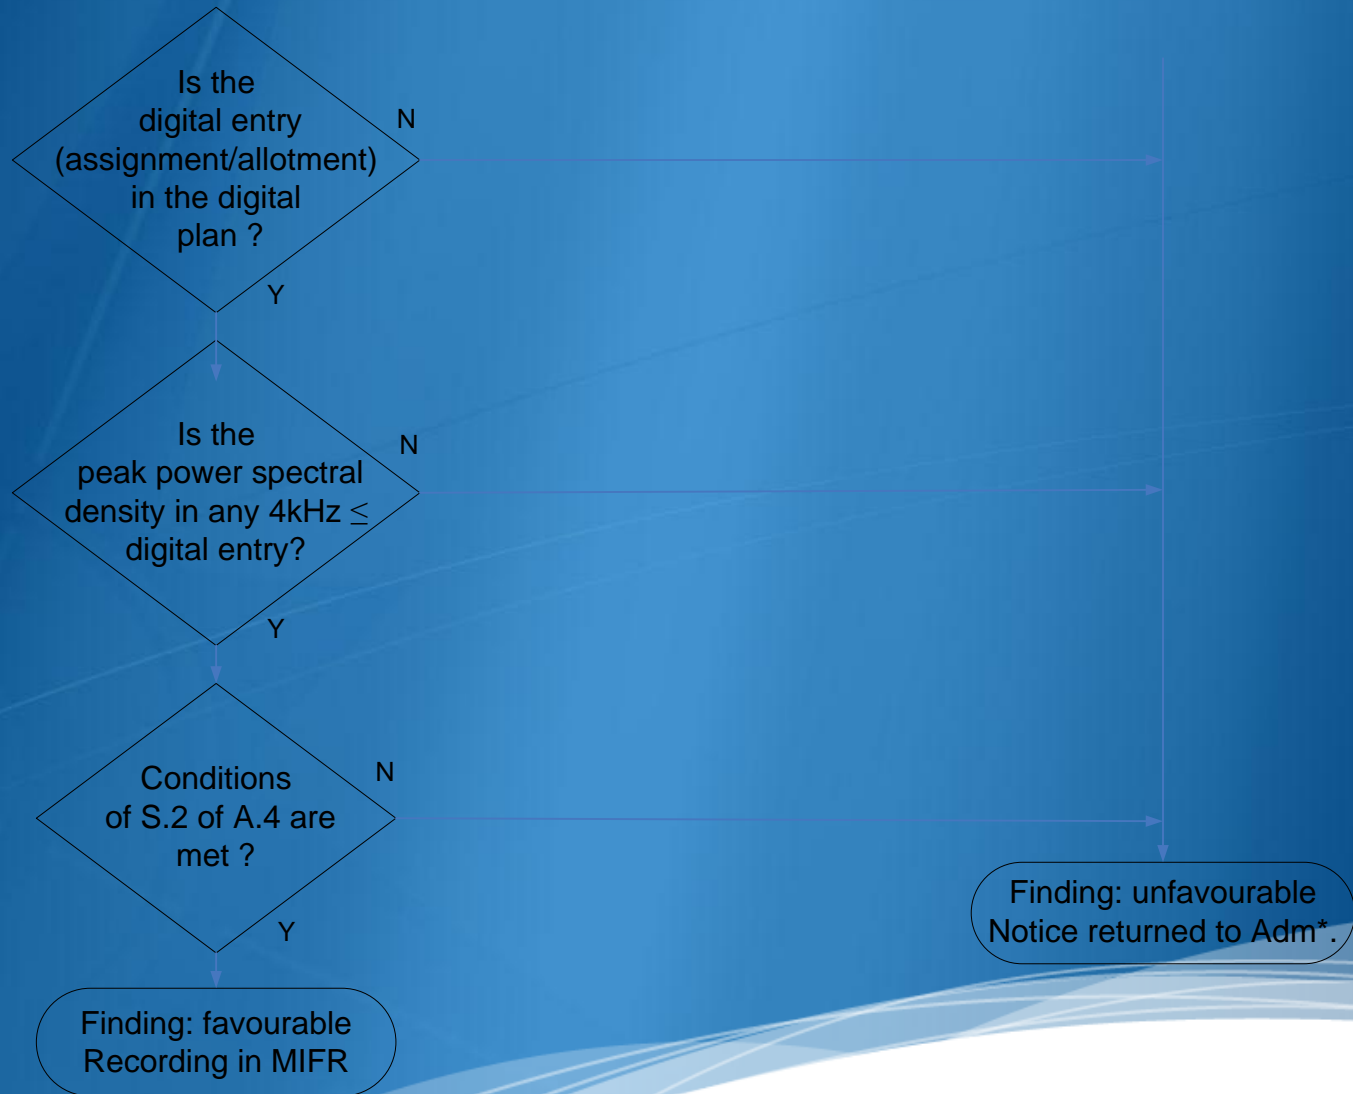 Is the
digital entry
(assignment/allotment)
in the digital
plan ?
N
Y
Is the
peak power spectral
density in any 4kHz ≤
digital entry?
N
Y
Conditions
of S.2 of A.4 are
met ?
N
Y
Finding: unfavourable
Notice returned to Adm*.
Finding: favourable
Recording in MIFR